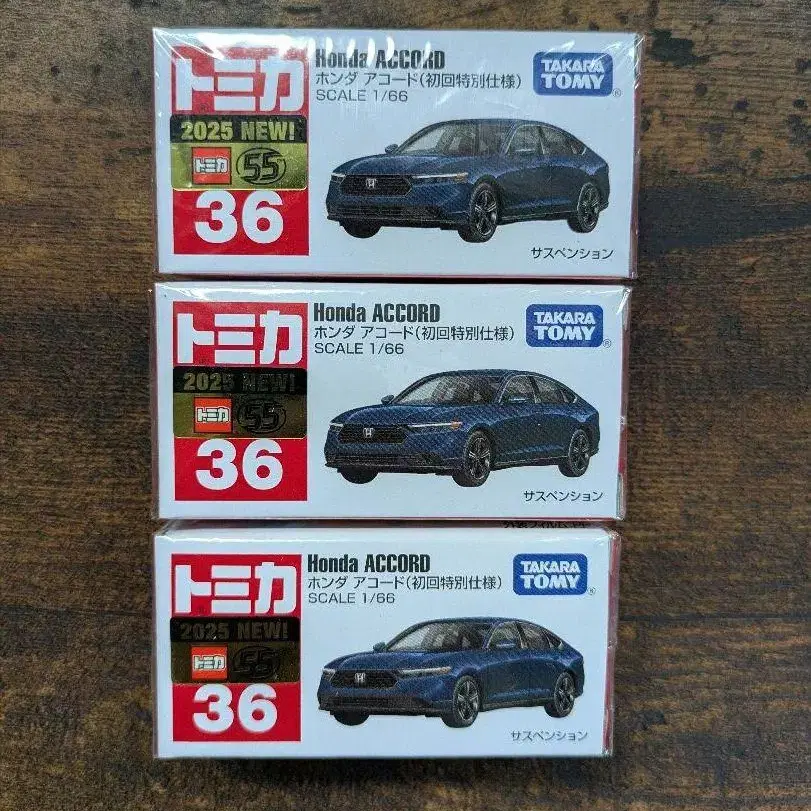 トミカ
2025 NEW!
トミカ 55
36
Honda ACCORD
ホンダ アコード(初回特別仕様)
SCALE 1/66
TAKARA
TOMY®
サスペンション
トミカ
2025 NEW!
トミカ 55
36
Honda ACCORD
ホンダ アコード(初回特別仕様)
SCALE 1/66
TAKARA
TOMY®
サスペンション
トミカ
2025 NEW!
トミカ 55
36
Honda ACCORD
ホンダ アコード(初回特別仕様)
SCALE 1/66
TAKARA
TOMY®
サスペンション